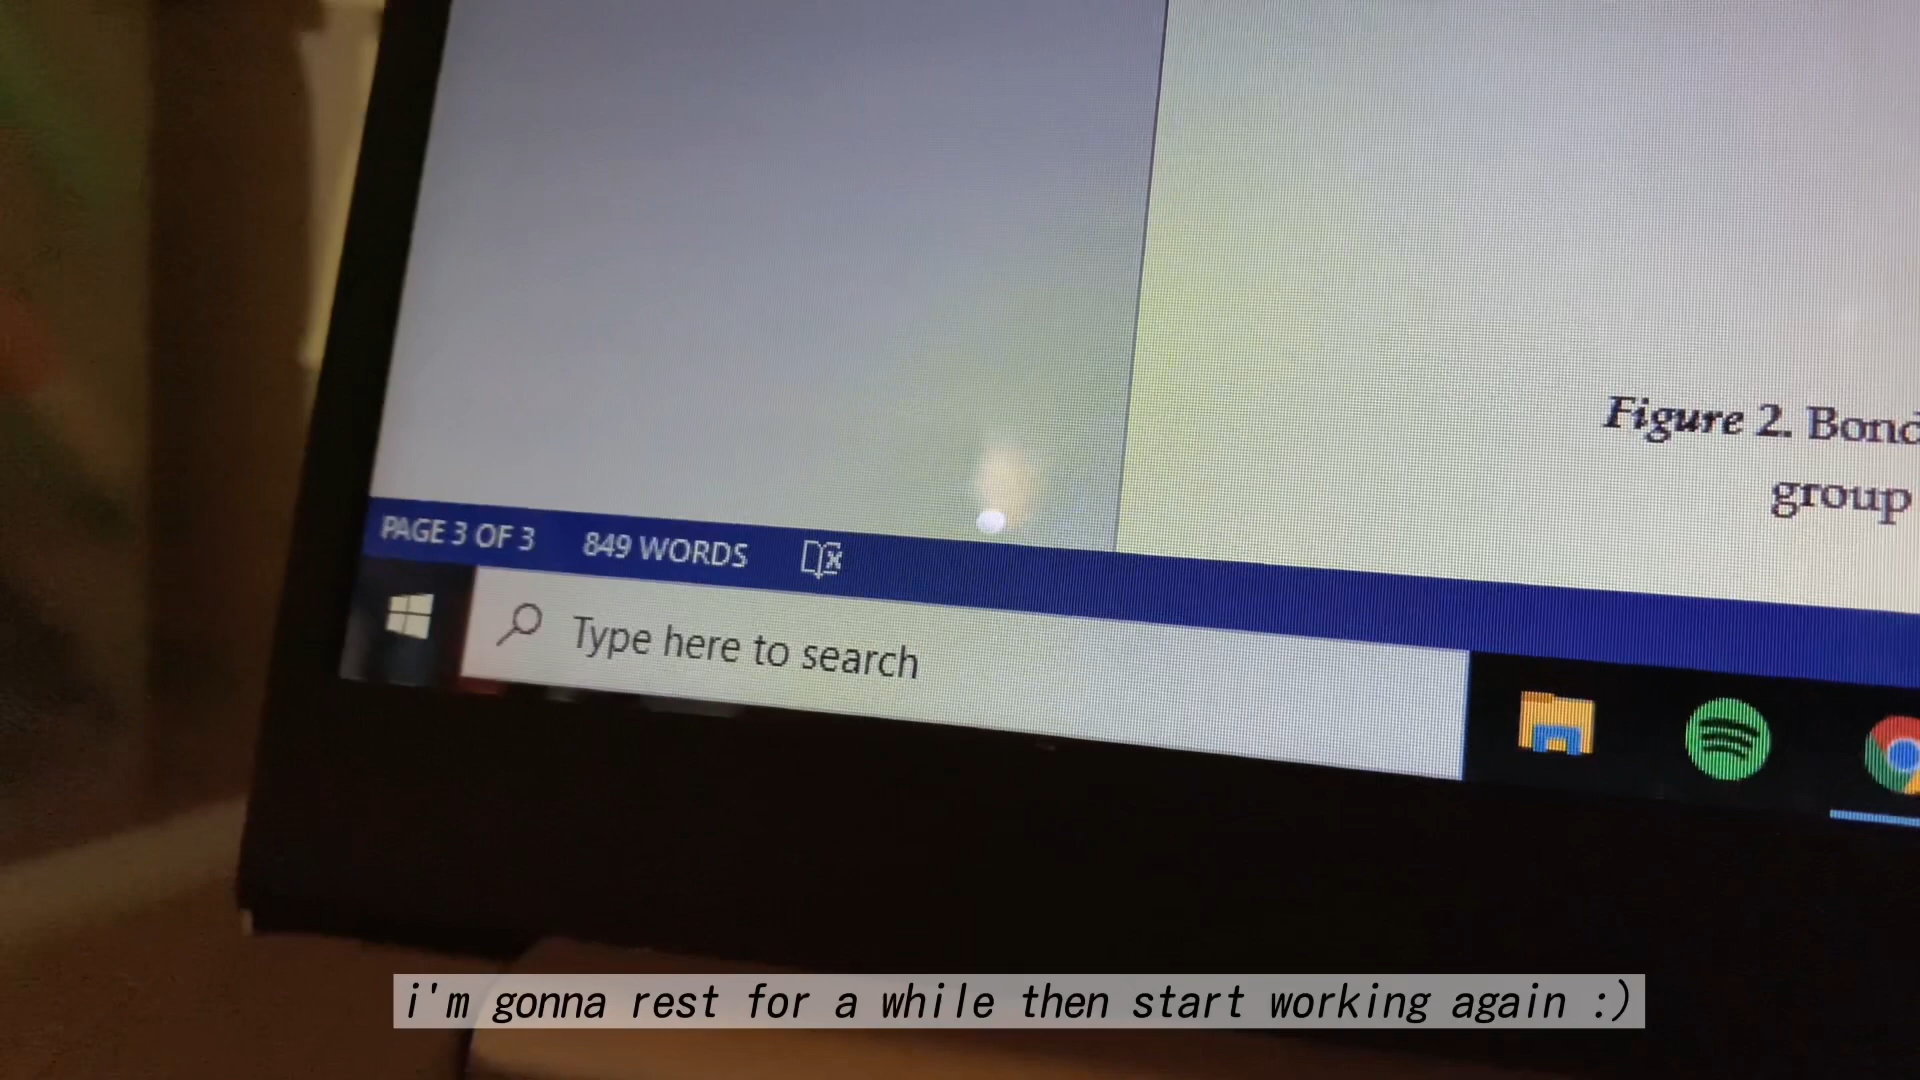 Figure 2. Bond
group
PAGE 3 OF 3 849 WORDS
Type here to search
i'm gonna rest for a while then start working again :)